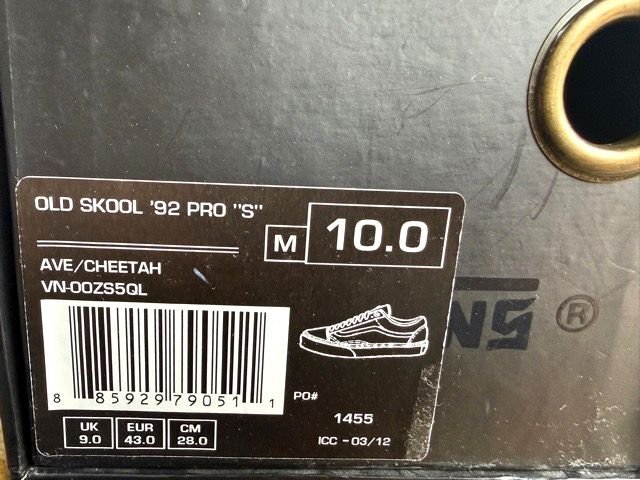 OLD SKOOL '92 PRO "S"
M 10.0
AVE/CHEETAH
VN-00ZS5QL
NS ®
8 85929 79051 1
PO#
1455
UK 9.0 EUR 43.0 CM 28.0
ICC - 03/12